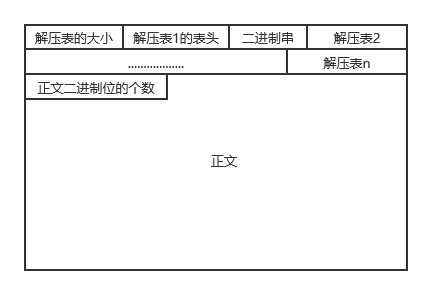 解压表的大小 解压表1的表头 二进制串 解压表2
.................. 解压表n
正文二进制位的个数
正文